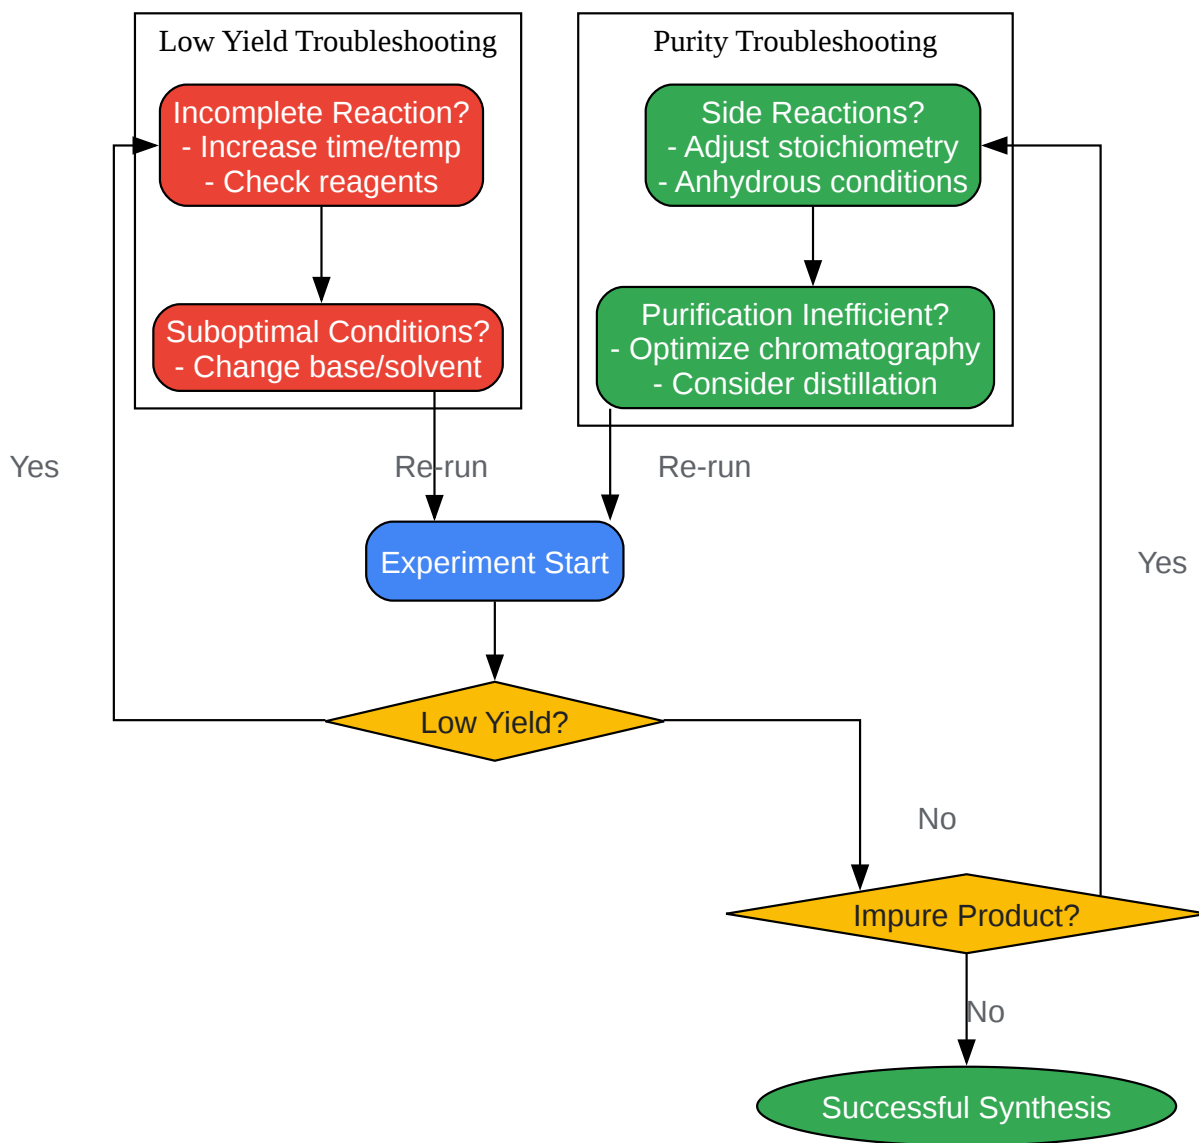 Low Yield Troubleshooting
Incomplete Reaction?
- Increase time/temp
- Check reagents
Suboptimal Conditions?
- Change base/solvent
Purity Troubleshooting
Side Reactions?
- Adjust stoichiometry
- Anhydrous conditions
Purification Inefficient?
- Optimize chromatography
- Consider distillation
Yes
Re-run
Re-run
Experiment Start
Yes
Low Yield?
No
Impure Product?
No
Successful Synthesis